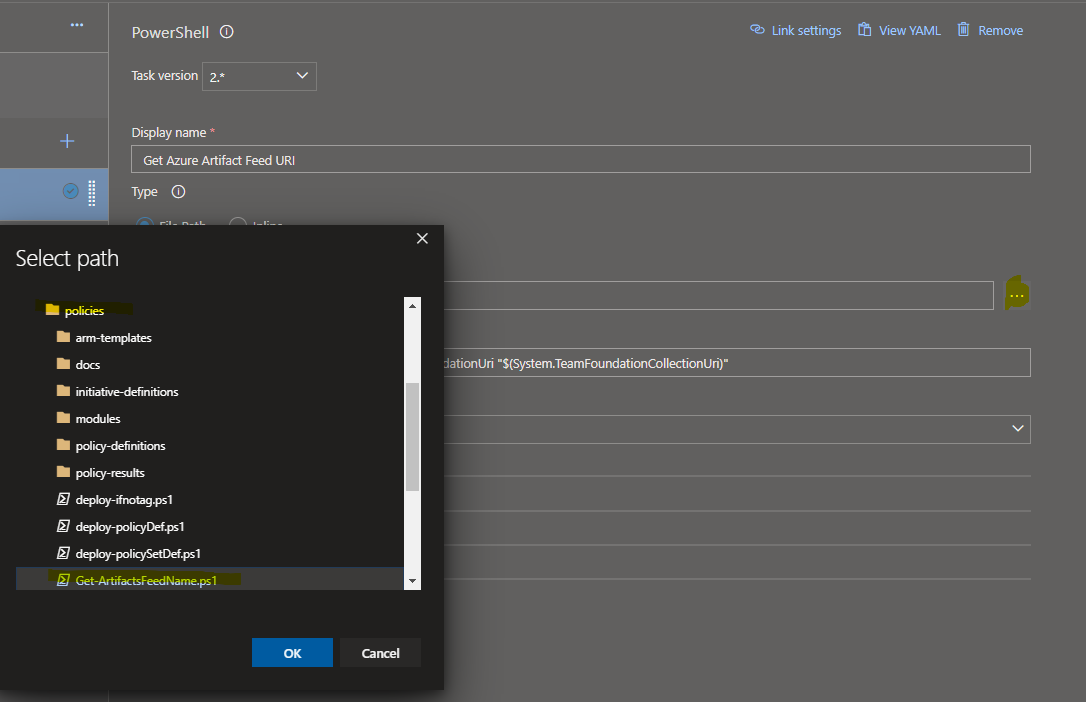 PowerShell
Link settings
View YAML
Remove
Task version
2.*
Display name *
Get Azure Artifact Feed URI
Type
File Path
Inline
Select path
policies
arm-templates
docs
initiative-definitions
modules
policy-definitions
policy-results
deploy-ifnotag.ps1
deploy-policyDef.ps1
deploy-policySetDef.ps1
Get-ArtifactsFeedName.ps1
OK
Cancel
dationUri "$(System.TeamFoundationCollectionUri)"